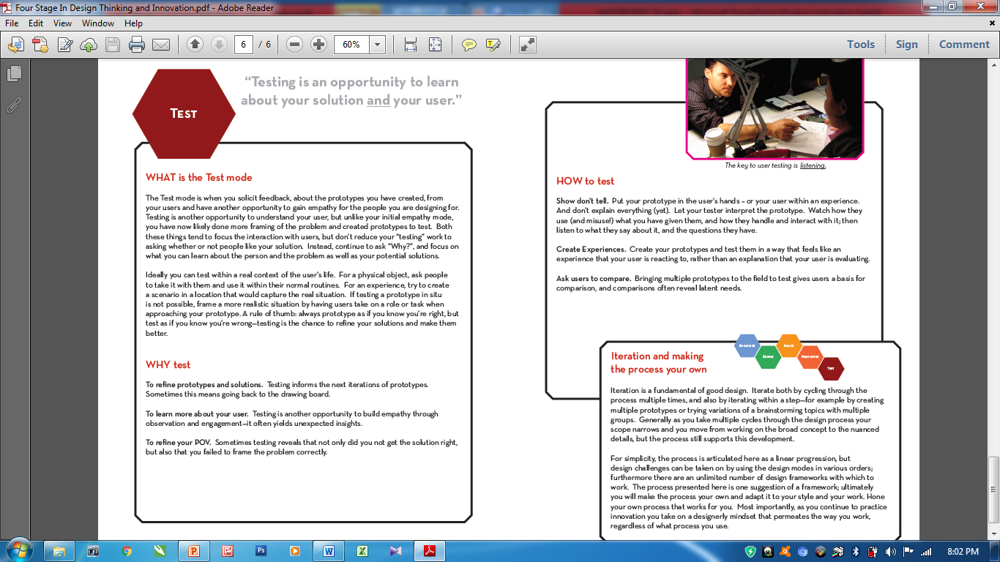 Four Stage In Design Thinking and Innovation.pdf - Adobe Reader
File Edit View Window Help
6 / 6
60%
Tools Sign Comment
TEST
“Testing is an opportunity to learn
about your solution and your user.”
WHAT is the Test mode
The Test mode is when you solicit feedback, about the prototypes you have created, from
your users and have another opportunity to gain empathy for the people you are designing for.
Testing is another opportunity to understand your user, but unlike your initial empathy mode,
you have now likely done more framing of the problem and created prototypes to test. Both
these things tend to focus the interaction with users, but don’t reduce your “testing” work to
asking whether or not people like your solution. Instead, continue to ask “Why?”, and focus on
what you can learn about the person and the problem as well as your potential solutions.
Ideally you can test within a real context of the user’s life. For a physical object, ask people
to take it with them and use it within their normal routines. For an experience, try to create
a scenario in a location that would capture the real situation. If testing a prototype in situ
is not possible, frame a more realistic situation by having users take on a role or task when
approaching your prototype. A rule of thumb: always prototype as if you know you’re right, but
test as if you know you’re wrong—testing is the chance to refine your solutions and make them
better.
WHY test
To refine prototypes and solutions. Testing informs the next iterations of prototypes.
Sometimes this means going back to the drawing board.
To learn more about your user. Testing is another opportunity to build empathy through
observation and engagement—it often yields unexpected insights.
To refine your POV. Sometimes testing reveals that not only did you not get the solution right,
but also that you failed to frame the problem correctly.
The key to user testing is listening.
HOW to test
Show don’t tell. Put your prototype in the user’s hands – or your user within an experience.
And don’t explain everything (yet). Let your tester interpret the prototype. Watch how they
use (and misuse!) what you have given them, and how they handle and interact with it; then
listen to what they say about it, and the questions they have.
Create Experiences. Create your prototypes and test them in a way that feels like an
experience that your user is reacting to, rather than an explanation that your user is evaluating.
Ask users to compare. Bringing multiple prototypes to the field to test gives users a basis for
comparison, and comparisons often reveal latent needs.
Iteration and making
the process your own
Iteration is a fundamental of good design. Iterate both by cycling through the
process multiple times, and also by iterating within a step—for example by creating
multiple prototypes or trying variations of a brainstorming topics with multiple
groups. Generally as you take multiple cycles through the design process your
scope narrows and you move from working on the broad concept to the nuanced
details, but the process still supports this development.
For simplicity, the process is articulated here as a linear progression, but
design challenges can be taken on by using the design modes in various orders;
furthermore there are an unlimited number of design frameworks with which to
work. The process presented here is one suggestion of a framework; ultimately
you will make the process your own and adapt it to your style and your work. Hone
your own process that works for you. Most importantly, as you continue to practice
innovation you take on a designerly mindset that permeates the way you work,
regardless of what process you use.
8:02 PM